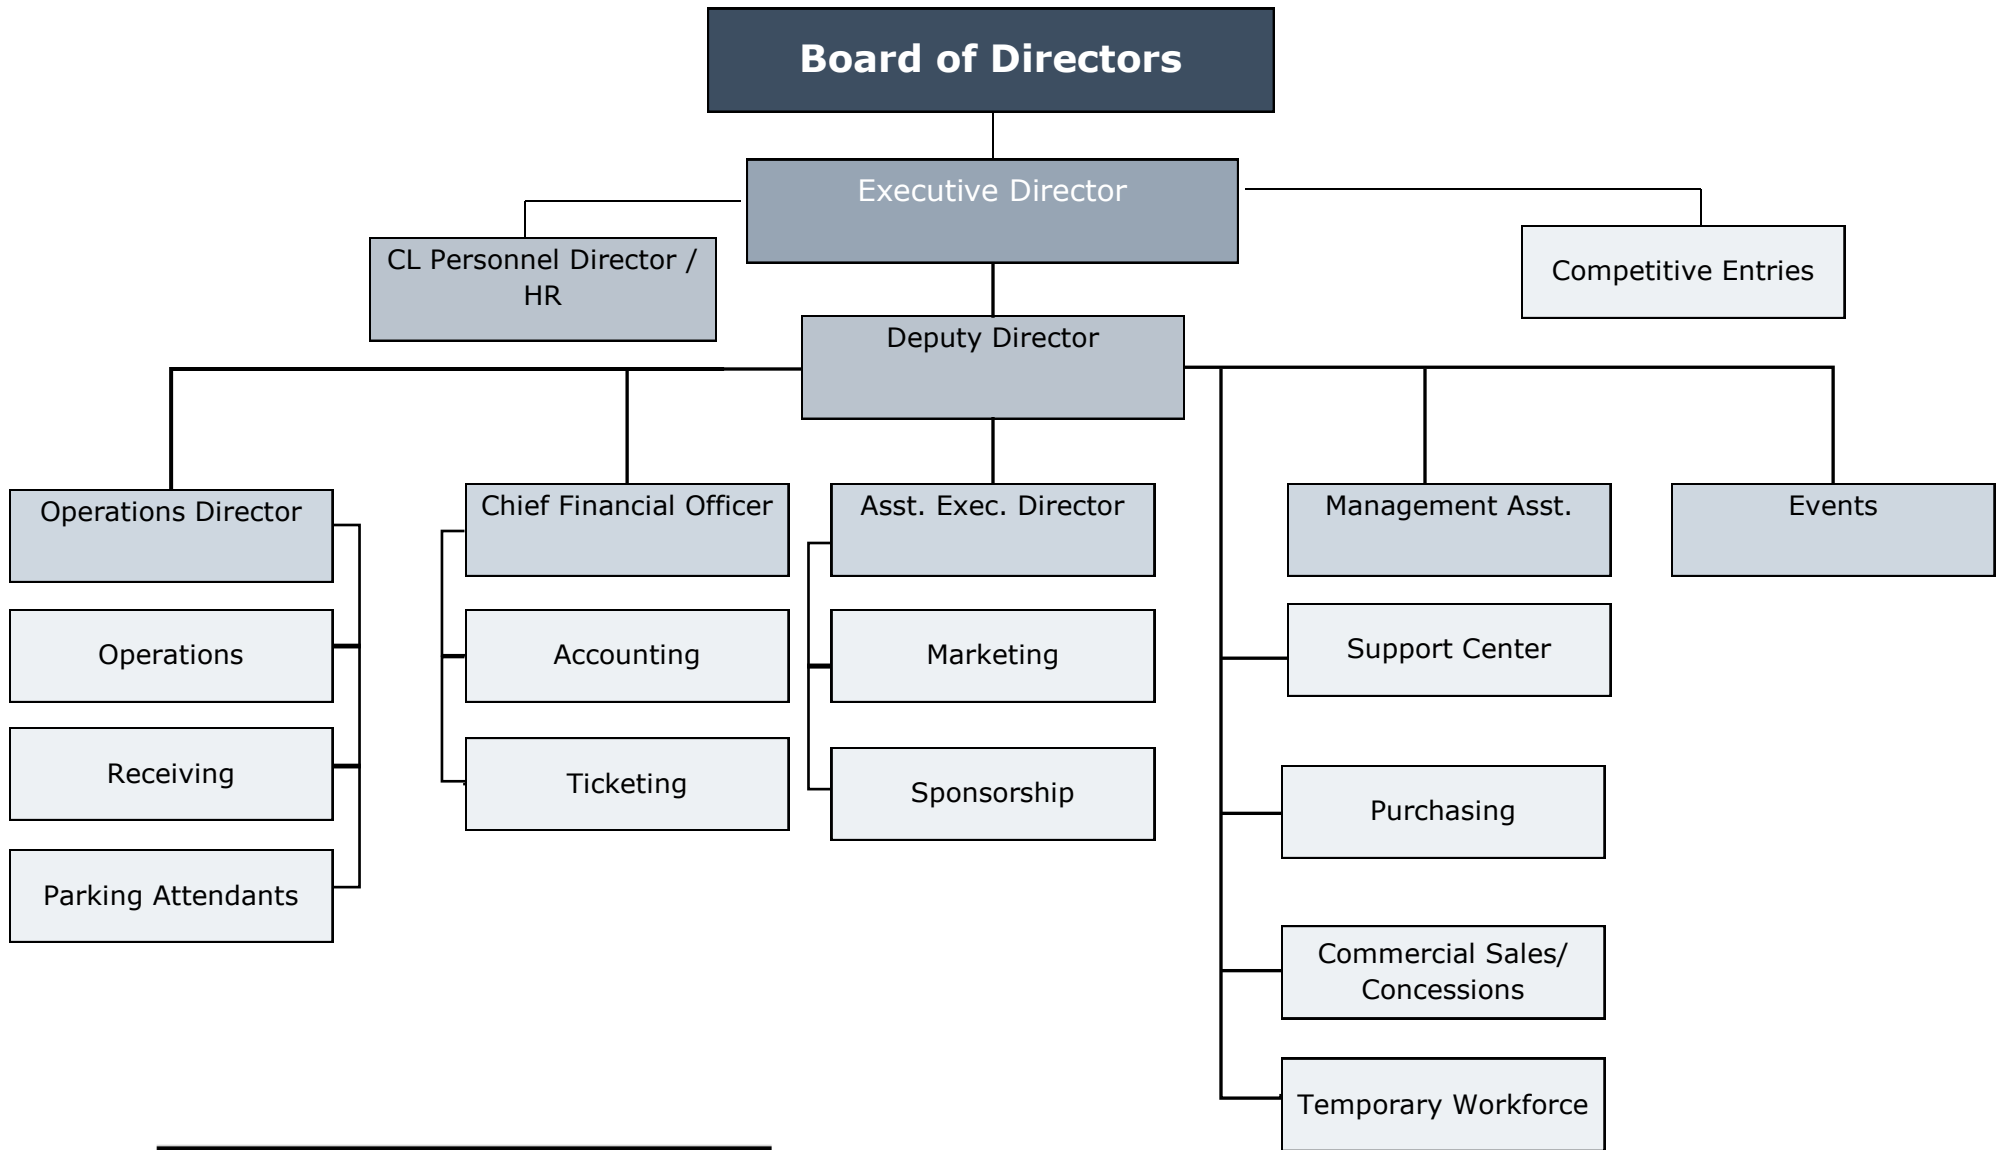 Board of Directors
Executive Director
CL Personnel Director /
HR
Competitive Entries
Deputy Director
Operations Director
Chief Financial Officer
Asst. Exec. Director
Management Asst.
Events
Operations
Accounting
Marketing
Support Center
Receiving
Ticketing
Sponsorship
Purchasing
Parking Attendants
Commercial Sales/
Concessions
Temporary Workforce